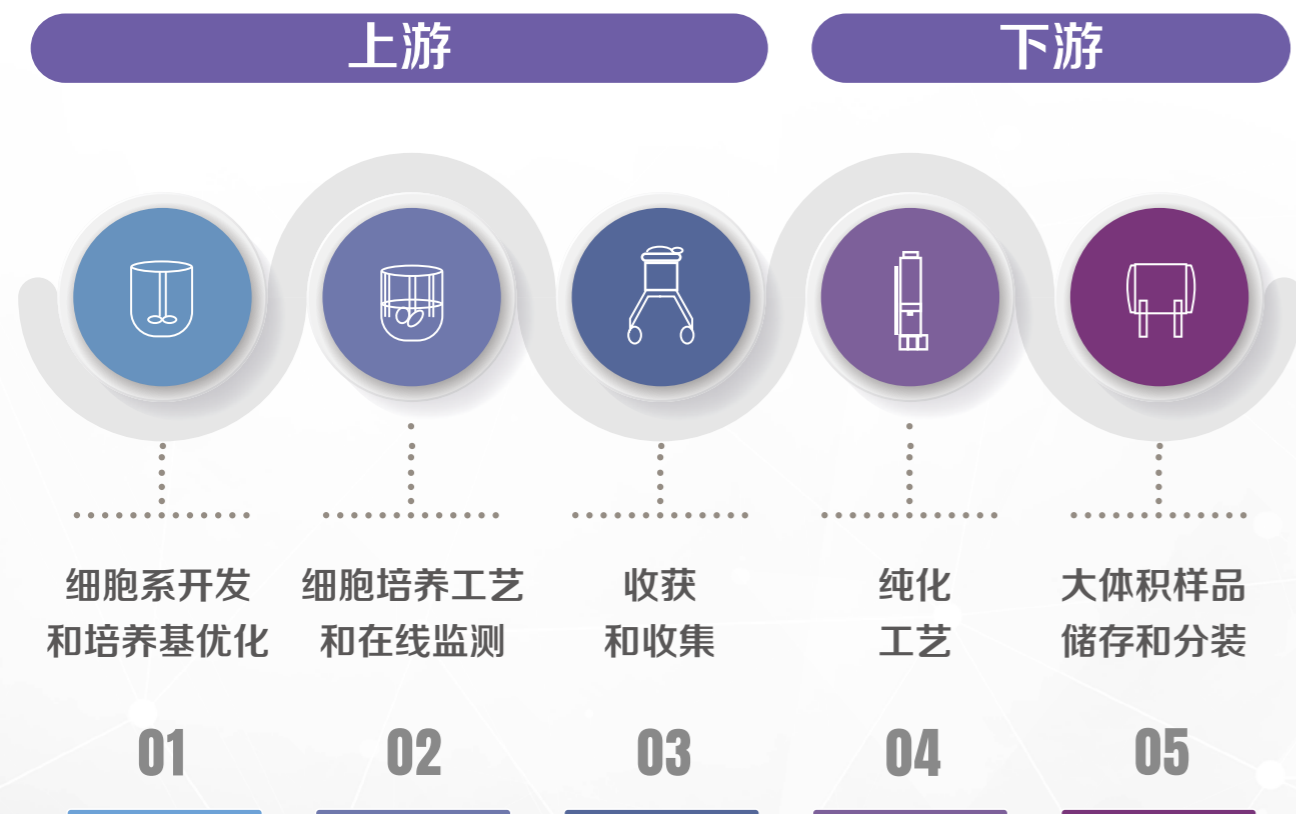 上游
下游
细胞系开发
和培养基优化
细胞培养工艺
和在线监测
收获
和收集
纯化
工艺
大体积样品
储存和分装
01
02
03
04
05